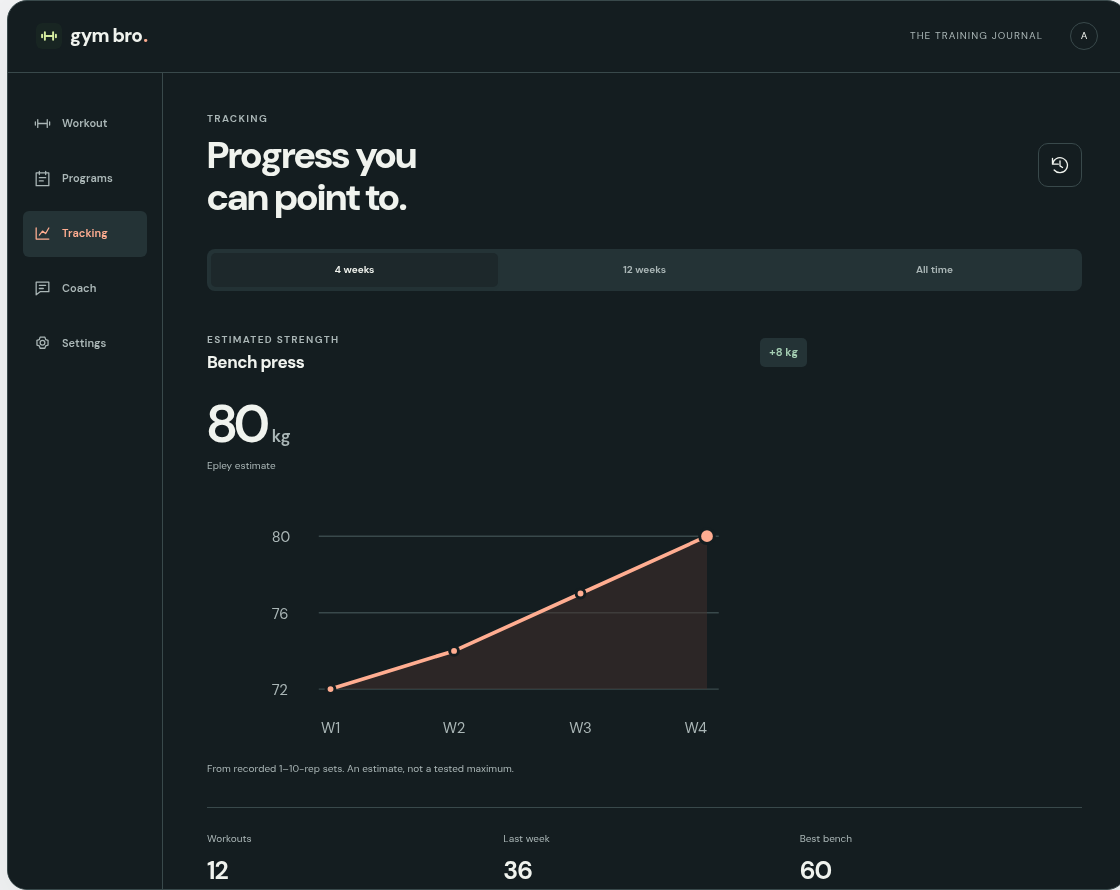 gym bro.
THE TRAINING JOURNAL
A
Workout
Programs
Tracking
Coach
Settings
TRACKING
Progress you
can point to.
4 weeks
12 weeks
All time
ESTIMATED STRENGTH
Bench press
+8 kg
80 kg
Epley estimate
80
76
72
W1
W2
W3
W4
From recorded 1–10-rep sets. An estimate, not a tested maximum.
Workouts
Last week
Best bench
12
36
60